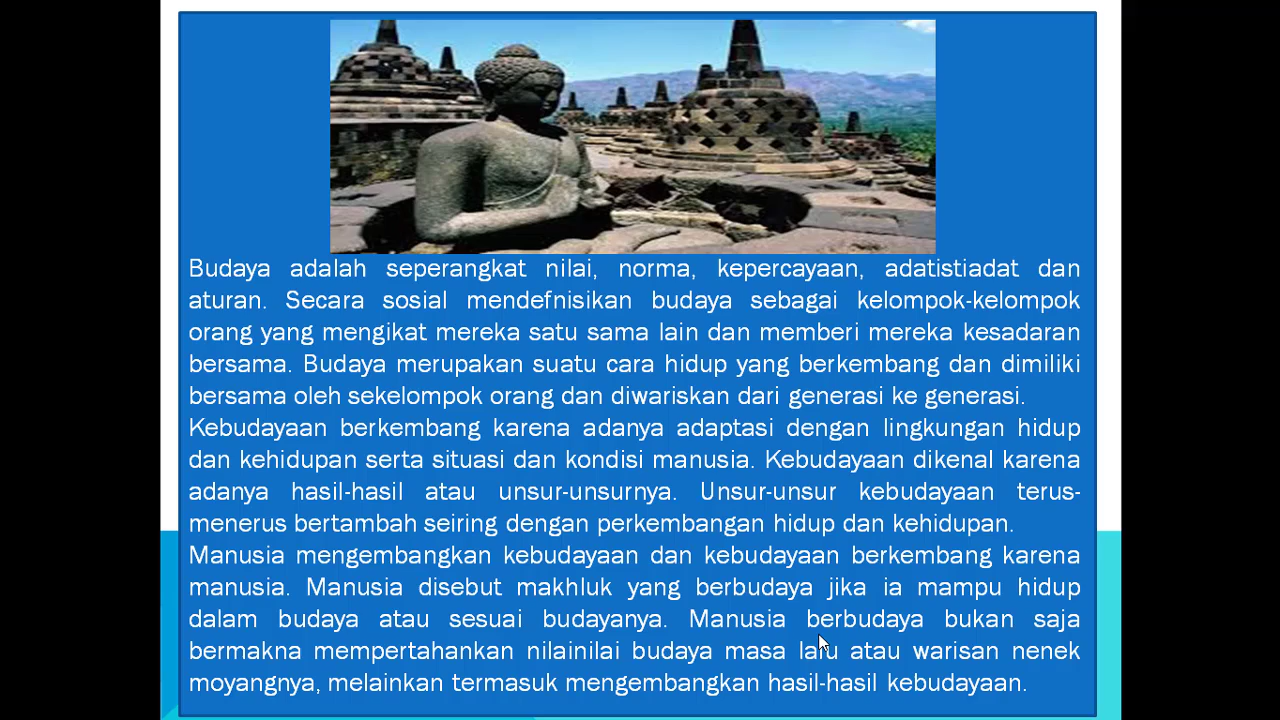 Budaya adalah seperangkat nilai, norma, kepercayaan, adatistiadat dan
aturan. Secara sosial mendefnisikan budaya sebagai kelompok-kelompok
orang yang mengikat mereka satu sama lain dan memberi mereka kesadaran
bersama. Budaya merupakan suatu cara hidup yang berkembang dan dimiliki
bersama oleh sekelompok orang dan diwariskan dari generasi ke generasi.
Kebudayaan berkembang karena adanya adaptasi dengan lingkungan hidup
dan kehidupan serta situasi dan kondisi manusia. Kebudayaan dikenal karena
adanya hasil-hasil atau unsur-unsurnya. Unsur-unsur kebudayaan terus-
menerus bertambah seiring dengan perkembangan hidup dan kehidupan.
Manusia mengembangkan kebudayaan dan kebudayaan berkembang karena
manusia. Manusia disebut makhluk yang berbudaya jika ia mampu hidup
dalam budaya atau sesuai budayanya. Manusia berbudaya bukan saja
bermakna mempertahankan nilainilai budaya masa lalu atau warisan nenek
moyangnya, melainkan termasuk mengembangkan hasil-hasil kebudayaan.